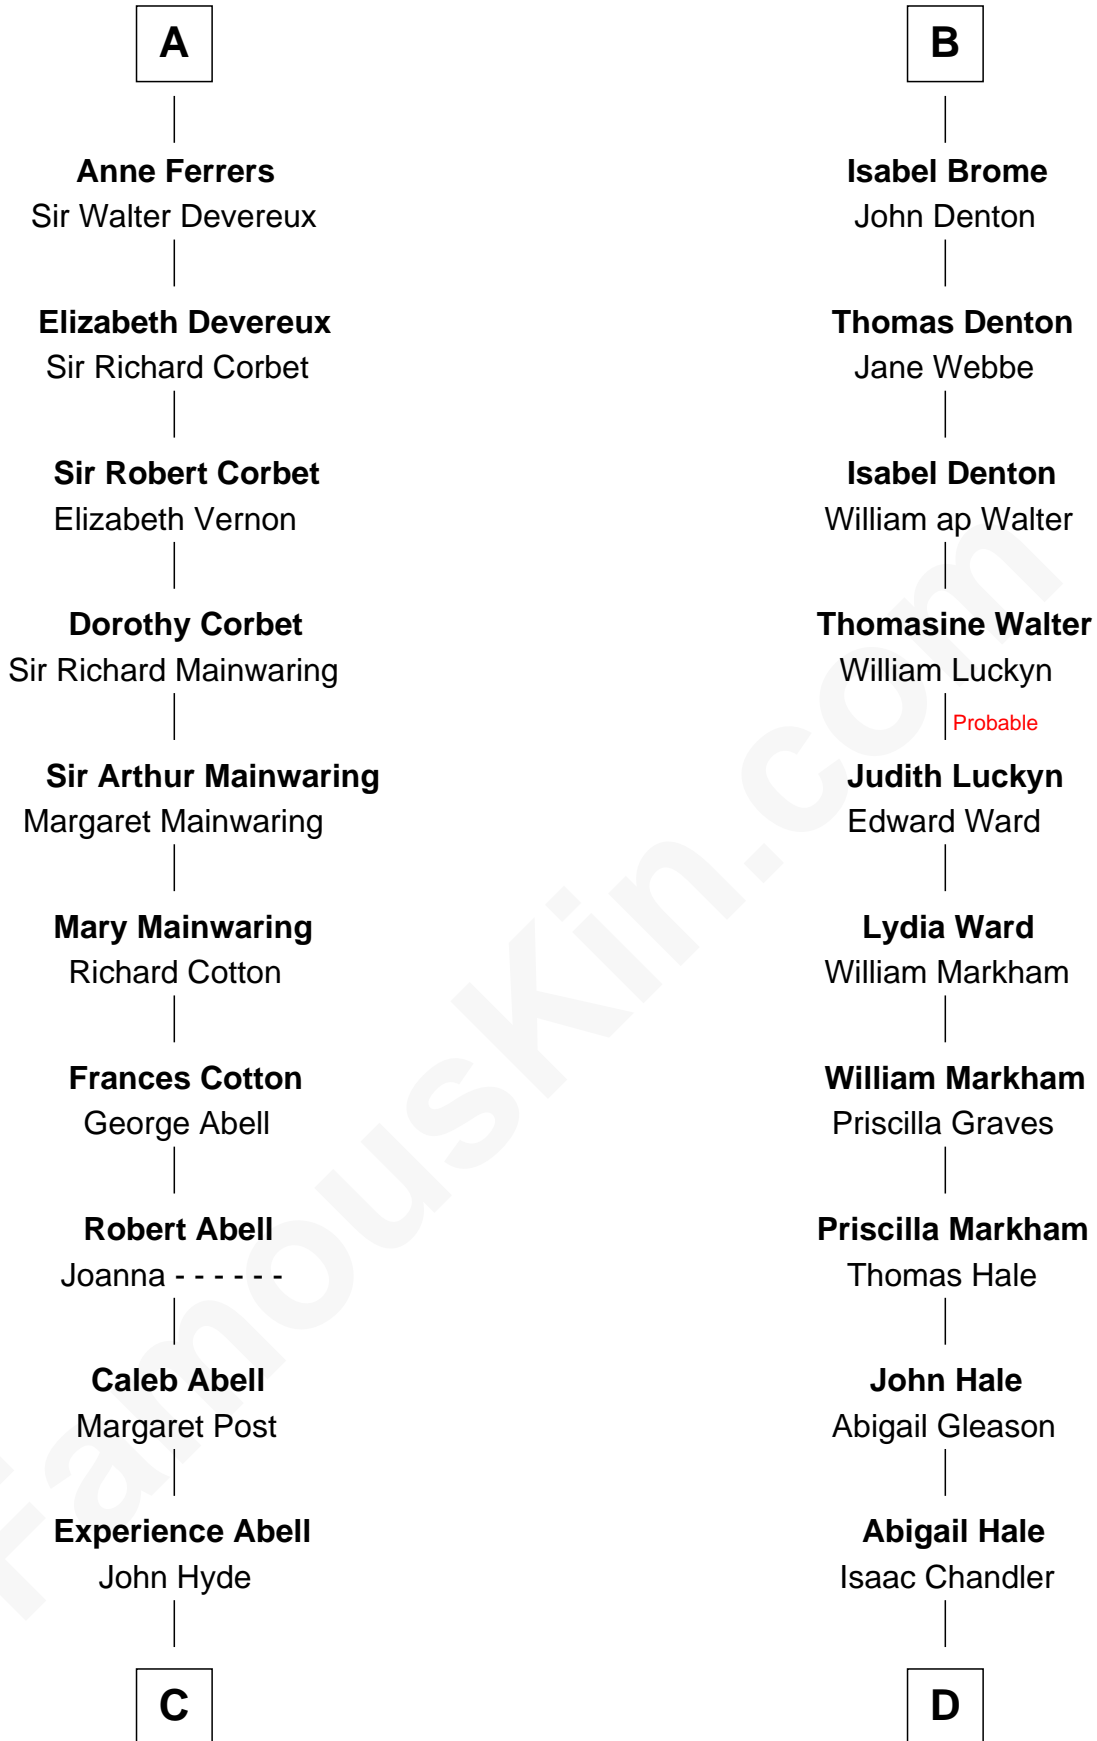 A
Anne Ferrers
Sir Walter Devereux
Elizabeth Devereux
Sir Richard Corbet
Sir Robert Corbet
Elizabeth Vernon
Dorothy Corbet
Sir Richard Mainwaring
Sir Arthur Mainwaring
Margaret Mainwaring
Mary Mainwaring
Richard Cotton
Frances Cotton
George Abell
Robert Abell
Joanna - - - - - -
Caleb Abell
Margaret Post
Experience Abell
John Hyde
C
B
Isabel Brome
John Denton
Thomas Denton
Jane Webbe
Isabel Denton
William ap Walter
Thomasine Walter
William Luckyn
Probable
Judith Luckyn
Edward Ward
Lydia Ward
William Markham
William Markham
Priscilla Graves
Priscilla Markham
Thomas Hale
John Hale
Abigail Gleason
Abigail Hale
Isaac Chandler
D
FamousKin.com